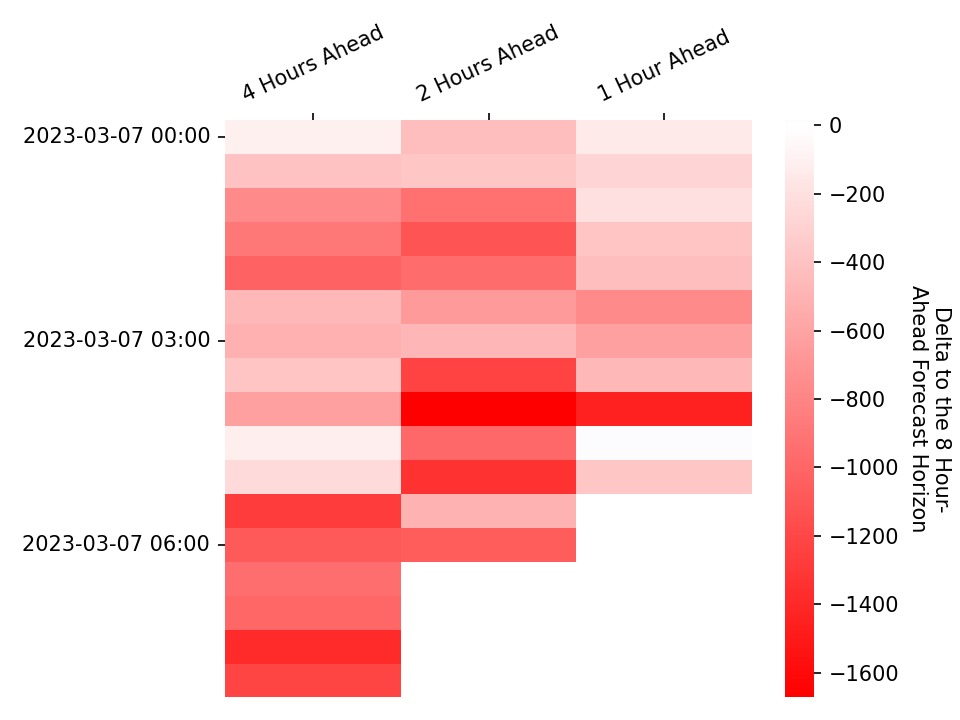 4 Hours Ahead
2 Hours Ahead
1 Hour Ahead
2023-03-07 00:00
2023-03-07 03:00
2023-03-07 06:00
0
−200
−400
−600
−800
−1000
−1200
−1400
−1600
Delta to the 8 Hour-
Ahead Forecast Horizon